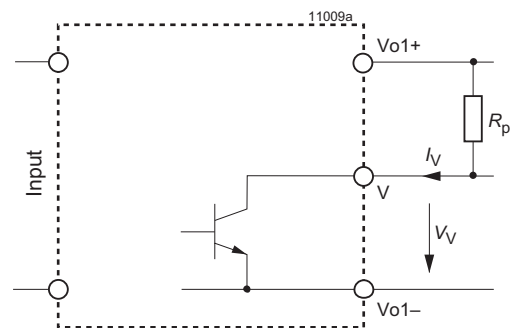 11009a
Vo1+
Rp
IV
Input
V
VV
Vo1–